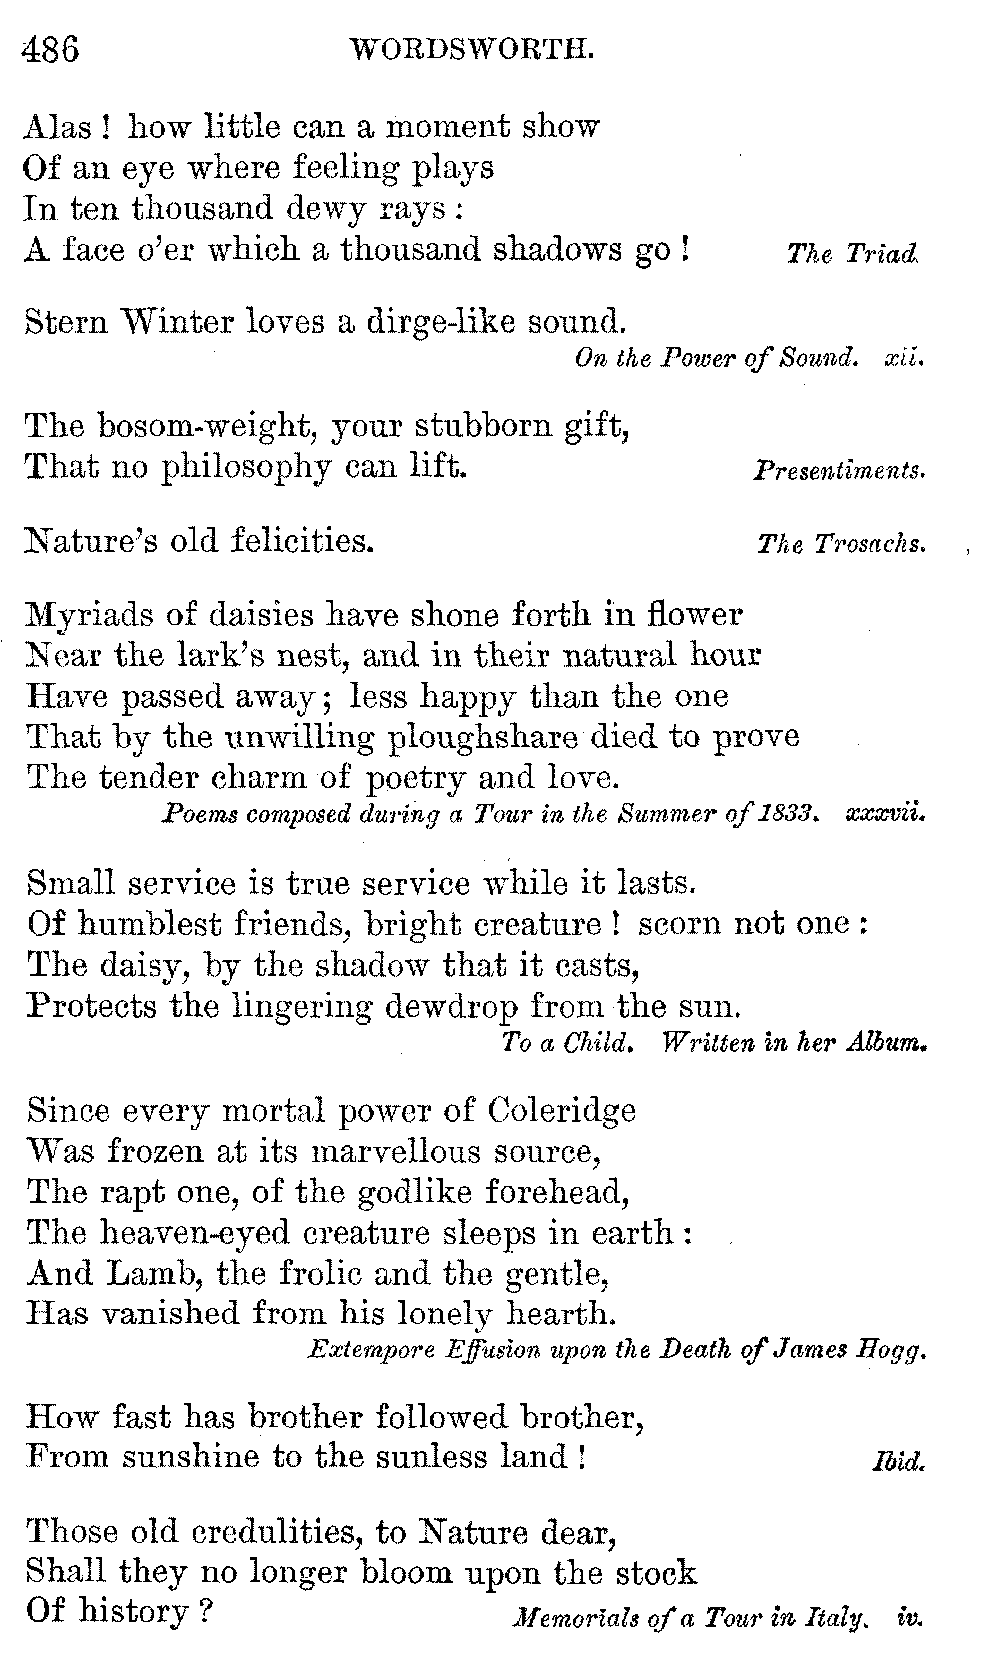 486 WORDSWORTH.
Alas ! how little can a moment show
Of an eye where feeling plays
In ten thousand dewy rays :
A face o'er which a thousand shadows go ! The Triad.
Stern Winter loves a dirge-like sound.
On the Power of Sound. xii.
The bosom-weight, your stubborn gift,
That no philosophy can lift. Presentiments.
Nature's old felicities. The Trosachs.
Myriads of daisies have shone forth in flower
Near the lark's nest, and in their natural hour
Have passed away; less happy than the one
That by the unwilling ploughshare died to prove
The tender charm of poetry and love.
Poems composed during a Tour in the Summer of 1833. xxxvii.
Small service is true service while it lasts.
Of humblest friends, bright creature ! scorn not one :
The daisy, by the shadow that it casts,
Protects the lingering dewdrop from the sun.
To a Child. Written in her Album.
Since every mortal power of Coleridge
Was frozen at its marvellous source,
The rapt one, of the godlike forehead,
The heaven-eyed creature sleeps in earth :
And Lamb, the frolic and the gentle,
Has vanished from his lonely hearth.
Extempore Effusion upon the Death of James Hogg.
How fast has brother followed brother,
From sunshine to the sunless land ! Ibid.
Those old credulities, to Nature dear,
Shall they no longer bloom upon the stock
Of history ? Memorials of a Tour in Italy. iv.